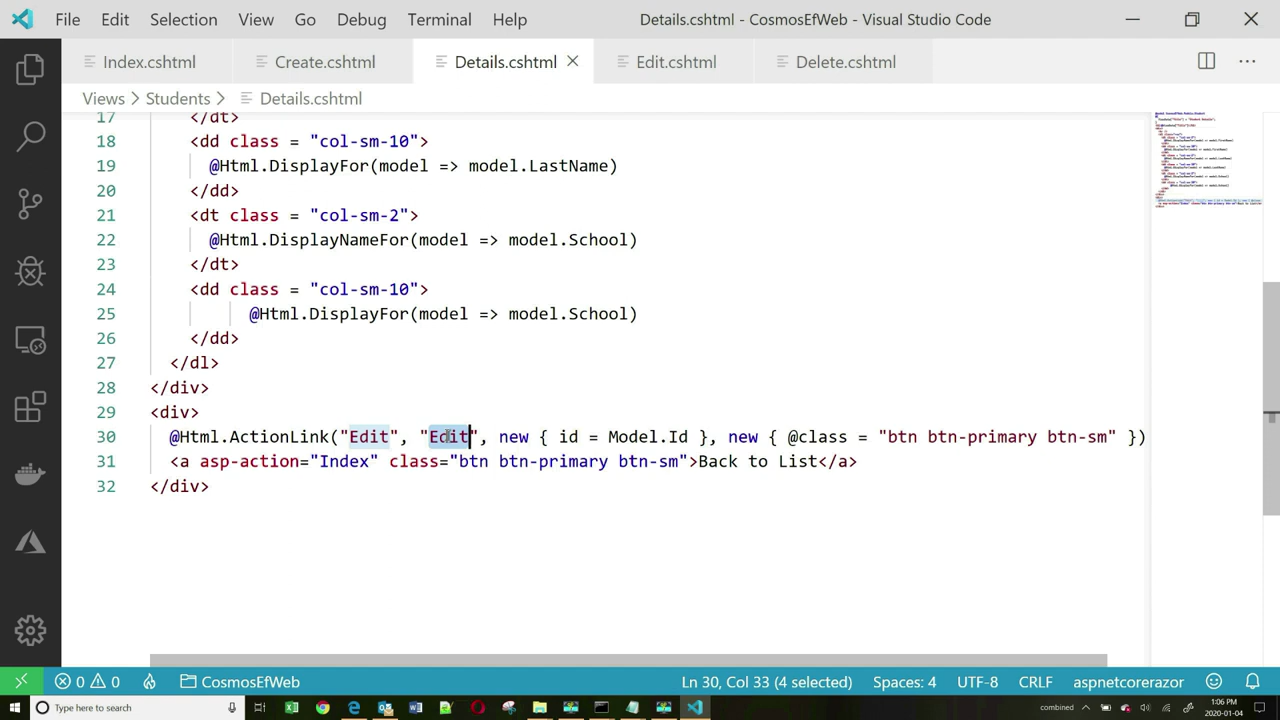 File Edit Selection View Go Debug Terminal Help Details.cshtml - CosmosEfWeb - Visual Studio Code
Index.cshtml Create.cshtml Details.cshtml Edit.cshtml Delete.cshtml
Views > Students > Details.cshtml
17 </dt>
18 <dd class = "col-sm-10">
19 @Html.DisplayFor(model => model.LastName)
20 </dd>
21 <dt class = "col-sm-2">
22 @Html.DisplayNameFor(model => model.School)
23 </dt>
24 <dd class = "col-sm-10">
25 @Html.DisplayFor(model => model.School)
26 </dd>
27 </dl>
28 </div>
29 <div>
30 @Html.ActionLink("Edit", "Edit", new { id = Model.Id }, new { @class = "btn btn-primary btn-sm" })
31 <a asp-action="Index" class="btn btn-primary btn-sm">Back to List</a>
32 </div>
0 0 CosmosEfWeb Ln 30, Col 33 (4 selected) Spaces: 4 UTF-8 CRLF aspnetcorerazor
Type here to search combined 1:06 PM
2020-01-04